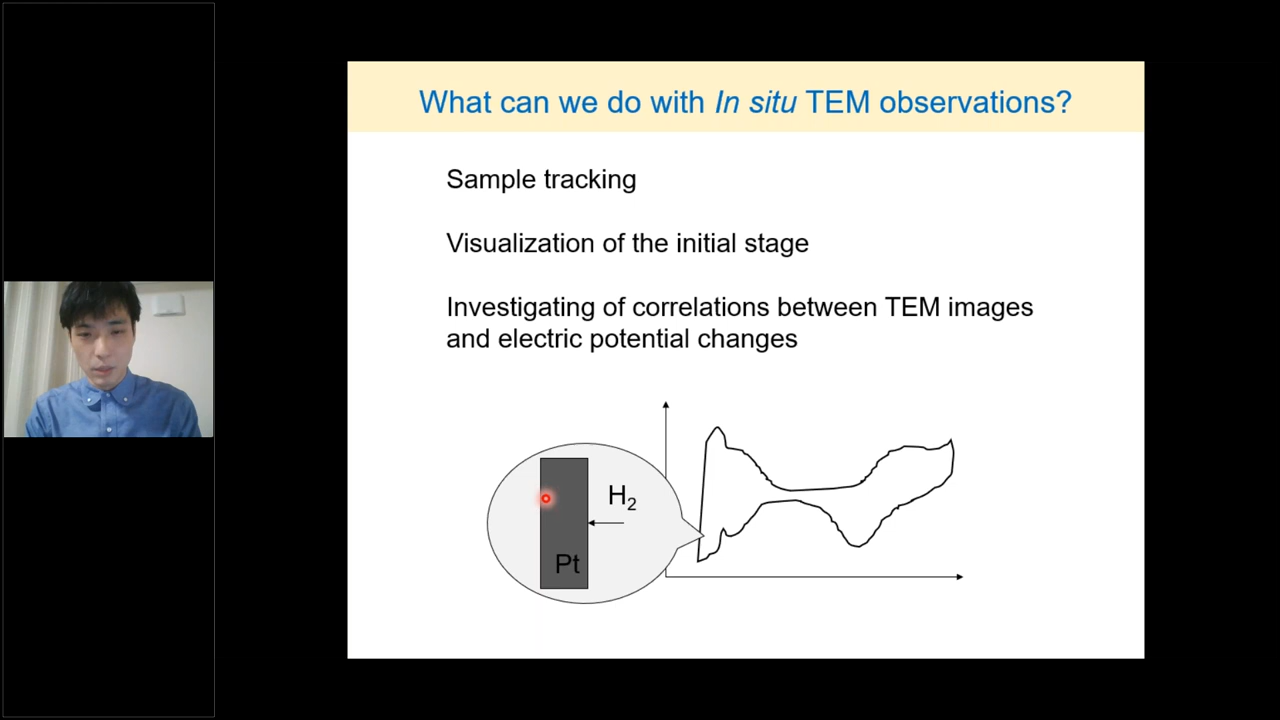 What can we do with In situ TEM observations?
Sample tracking
Visualization of the initial stage
Investigating of correlations between TEM images
and electric potential changes
H2
Pt